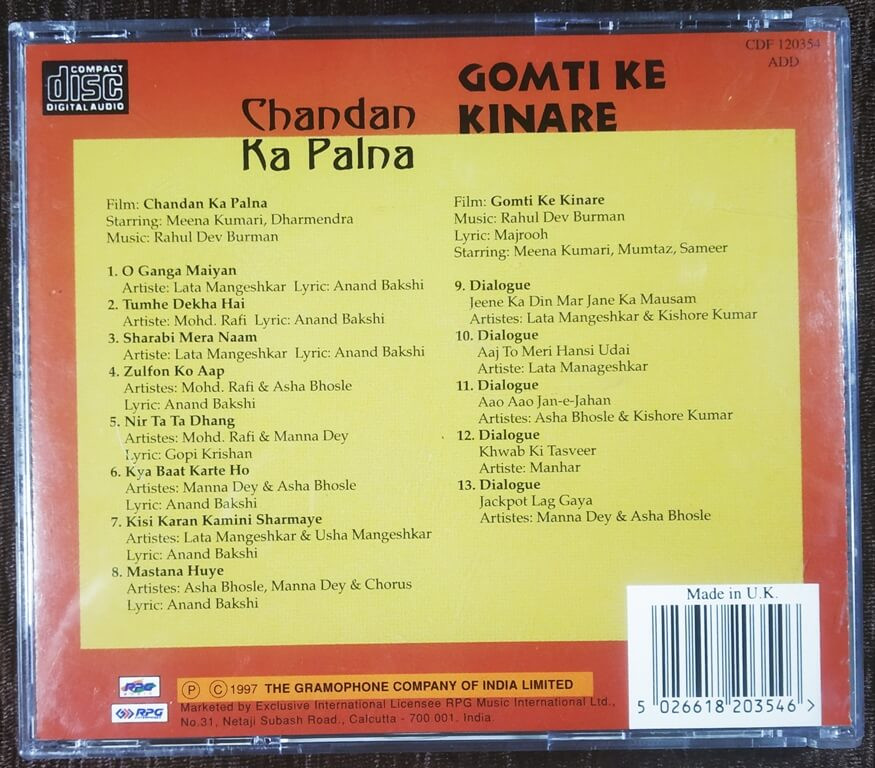 COMPACT
disc
DIGITAL AUDIO
CDF 120354
ADD
Chandan
Ka Palna
GOMTI KE
KINARE
Film: Chandan Ka Palna
Starring: Meena Kumari, Dharmendra
Music: Rahul Dev Burman
1. O Ganga Maiyan
Artiste: Lata Mangeshkar Lyric: Anand Bakshi
2. Tumhe Dekha Hai
Artiste: Mohd. Rafi Lyric: Anand Bakshi
3. Sharabi Mera Naam
Artiste: Lata Mangeshkar Lyric: Anand Bakshi
4. Zulfon Ko Aap
Artistes: Mohd. Rafi & Asha Bhosle
Lyric: Anand Bakshi
5. Nir Ta Ta Dhang
Artistes: Mohd. Rafi & Manna Dey
Lyric: Gopi Krishan
6. Kya Baat Karte Ho
Artistes: Manna Dey & Asha Bhosle
Lyric: Anand Bakshi
7. Kisi Karan Kamini Sharmaye
Artistes: Lata Mangeshkar & Usha Mangeshkar
Lyric: Anand Bakshi
8. Mastana Huye
Artistes: Asha Bhosle, Manna Dey & Chorus
Lyric: Anand Bakshi
Film: Gomti Ke Kinare
Music: Rahul Dev Burman
Lyric: Majrooh
Starring: Meena Kumari, Mumtaz, Sameer
9. Dialogue
Jeene Ka Din Mar Jane Ka Mausam
Artistes: Lata Mangeshkar & Kishore Kumar
10. Dialogue
Aaj To Meri Hansi Udai
Artiste: Lata Manageshkar
11. Dialogue
Aao Aao Jan-e-Jahan
Artistes: Asha Bhosle & Kishore Kumar
12. Dialogue
Khwab Ki Tasveer
Artiste: Manhar
13. Dialogue
Jackpot Lag Gaya
Artistes: Manna Dey & Asha Bhosle
Made in U.K.
5 026618 203546 >
RPG
RPG
Ⓟ © 1997 THE GRAMOPHONE COMPANY OF INDIA LIMITED
Marketed by Exclusive International Licensee RPG Music International Ltd.,
No.31, Netaji Subash Road., Calcutta - 700 001. India.